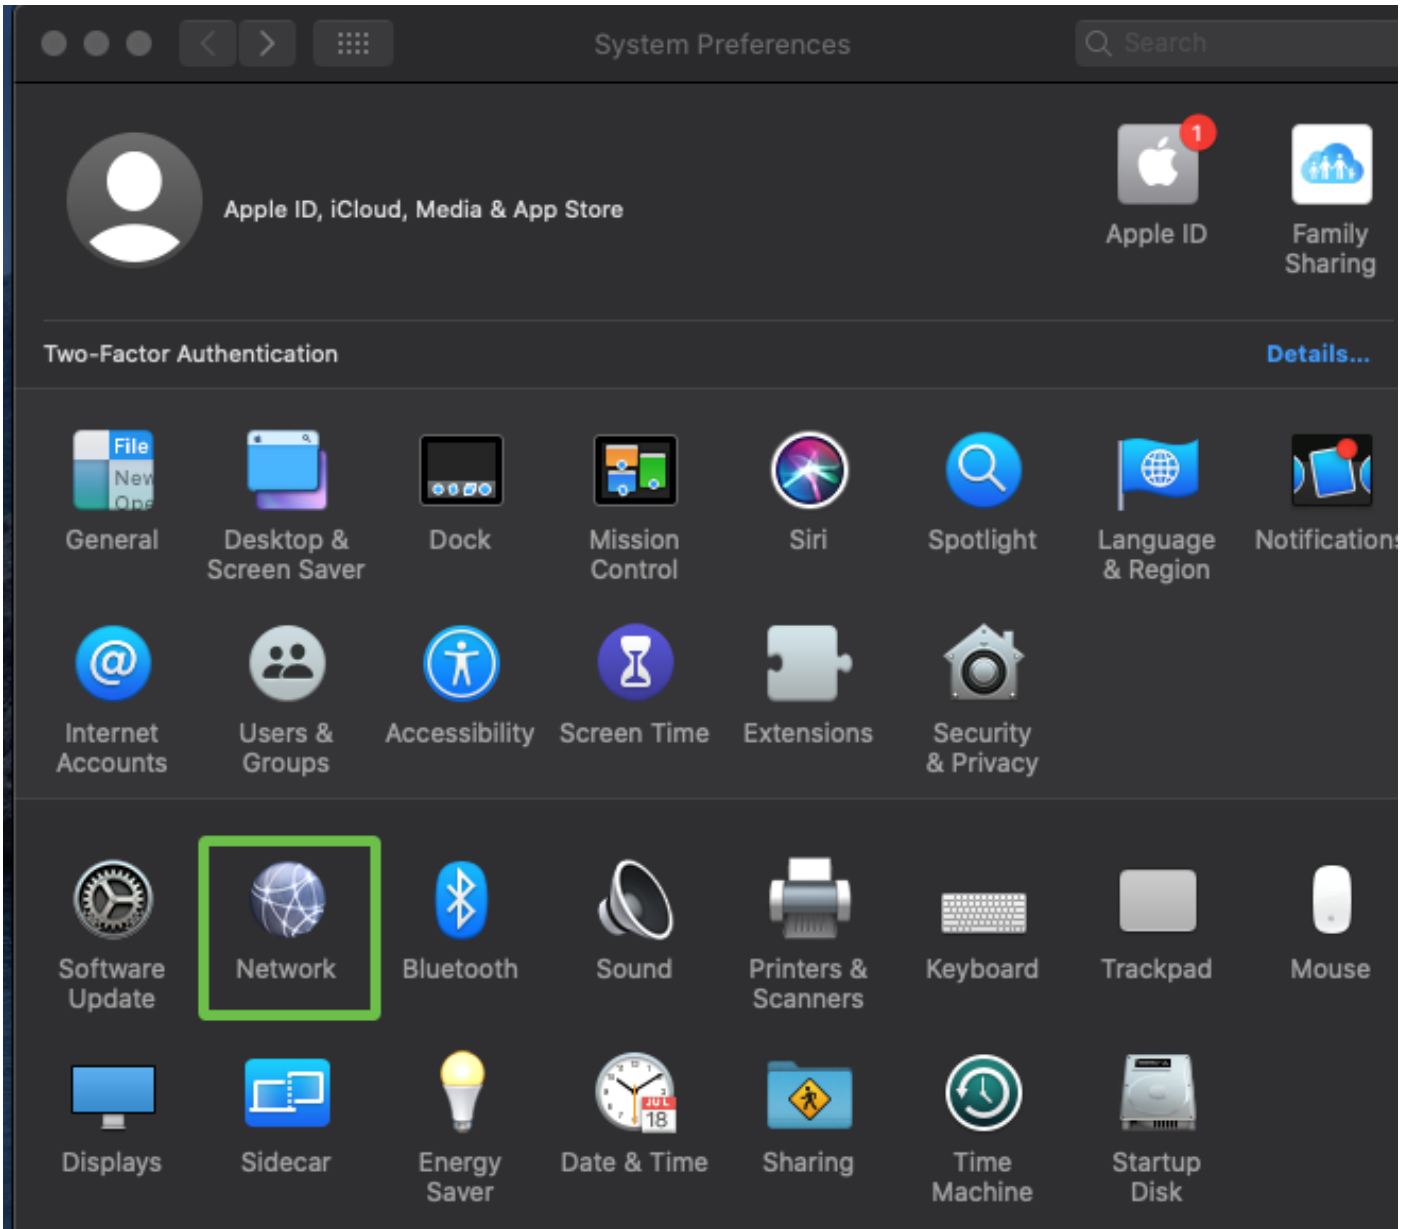 System Preferences
Search
Apple ID, iCloud, Media & App Store
1
Apple ID
Family
Sharing
Two-Factor Authentication
Details...
File
New
Ope
General
Desktop &
Screen Saver
Dock
Mission
Control
Siri
Spotlight
Language
& Region
Notifications
@
Internet
Accounts
Users &
Groups
Accessibility
Screen Time
Extensions
Security
& Privacy
Software
Update
Network
Bluetooth
Sound
Printers &
Scanners
Keyboard
Trackpad
Mouse
Displays
Sidecar
Energy
Saver
JUL
18
Date & Time
Sharing
Time
Machine
Startup
Disk